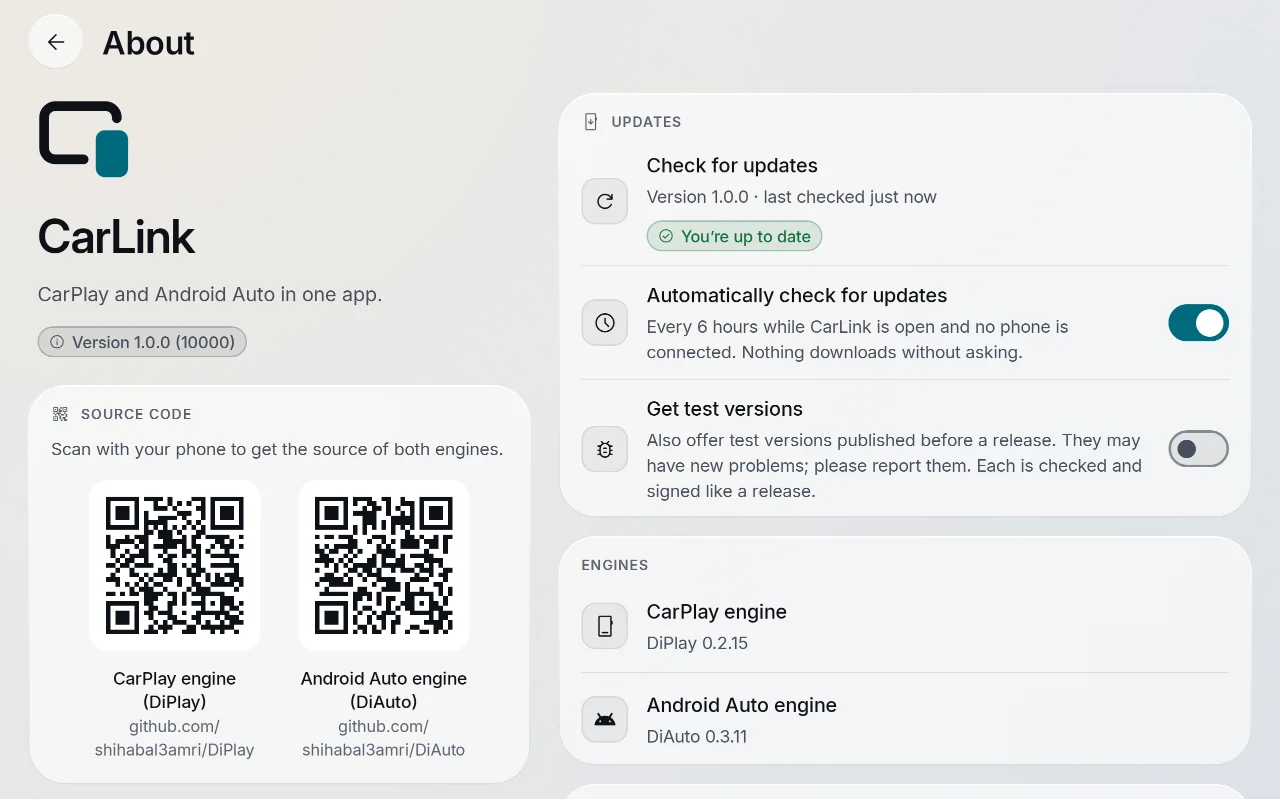 About
CarLink
CarPlay and Android Auto in one app.
Version 1.0.0 (10000)
SOURCE CODE
Scan with your phone to get the source of both engines.
CarPlay engine
(DiPlay)
github.com/
shihabal3amri/DiPlay
Android Auto engine
(DiAuto)
github.com/
shihabal3amri/DiAuto
UPDATES
Check for updates
Version 1.0.0 · last checked just now
You’re up to date
Automatically check for updates
Every 6 hours while CarLink is open and no phone is
connected. Nothing downloads without asking.
Get test versions
Also offer test versions published before a release. They may
have new problems; please report them. Each is checked and
signed like a release.
ENGINES
CarPlay engine
DiPlay 0.2.15
Android Auto engine
DiAuto 0.3.11